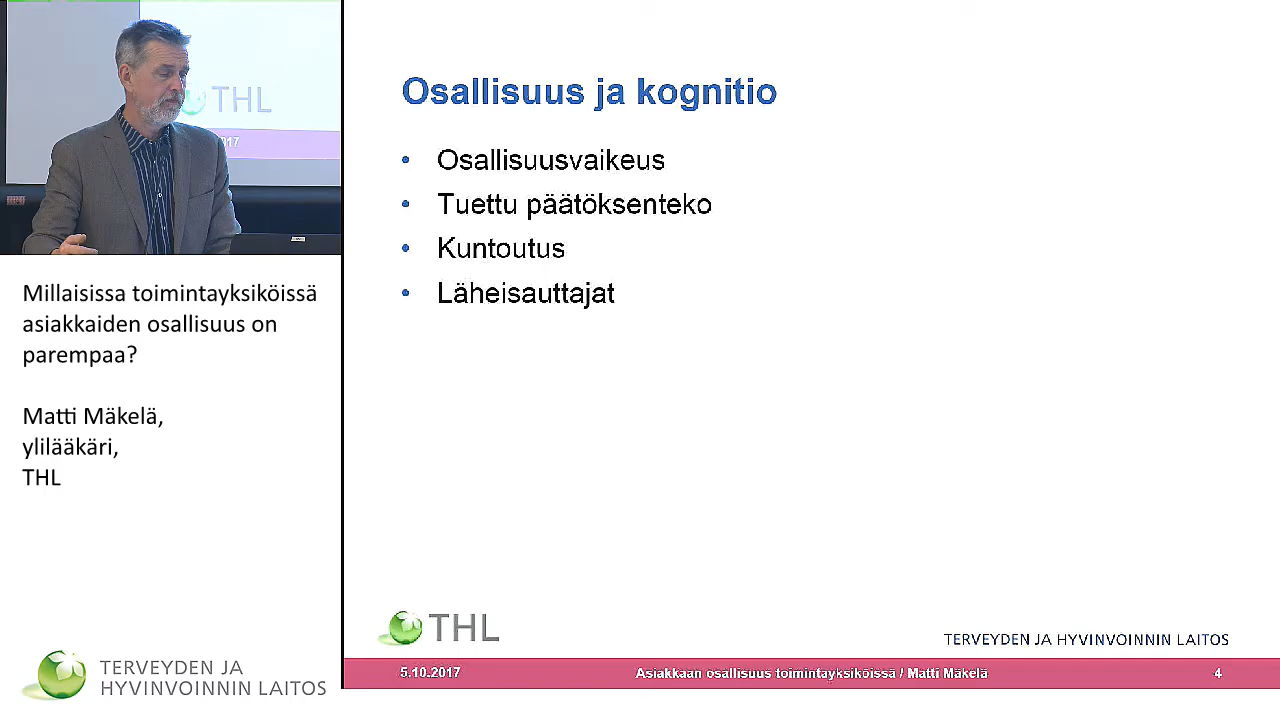 THL
2017
Millaisissa toimintayksiköissä
asiakkaiden osallisuus on
parempaa?
Matti Mäkelä,
ylilääkäri,
THL
TERVEYDEN JA
HYVINVOINNIN LAITOS
Osallisuus ja kognitio
• Osallisuusvaikeus
• Tuettu päätöksenteko
• Kuntoutus
• Läheisauttajat
THL
TERVEYDEN JA HYVINVOINNIN LAITOS
5.10.2017
Asiakkaan osallisuus toimintayksiköissä / Matti Mäkelä
4